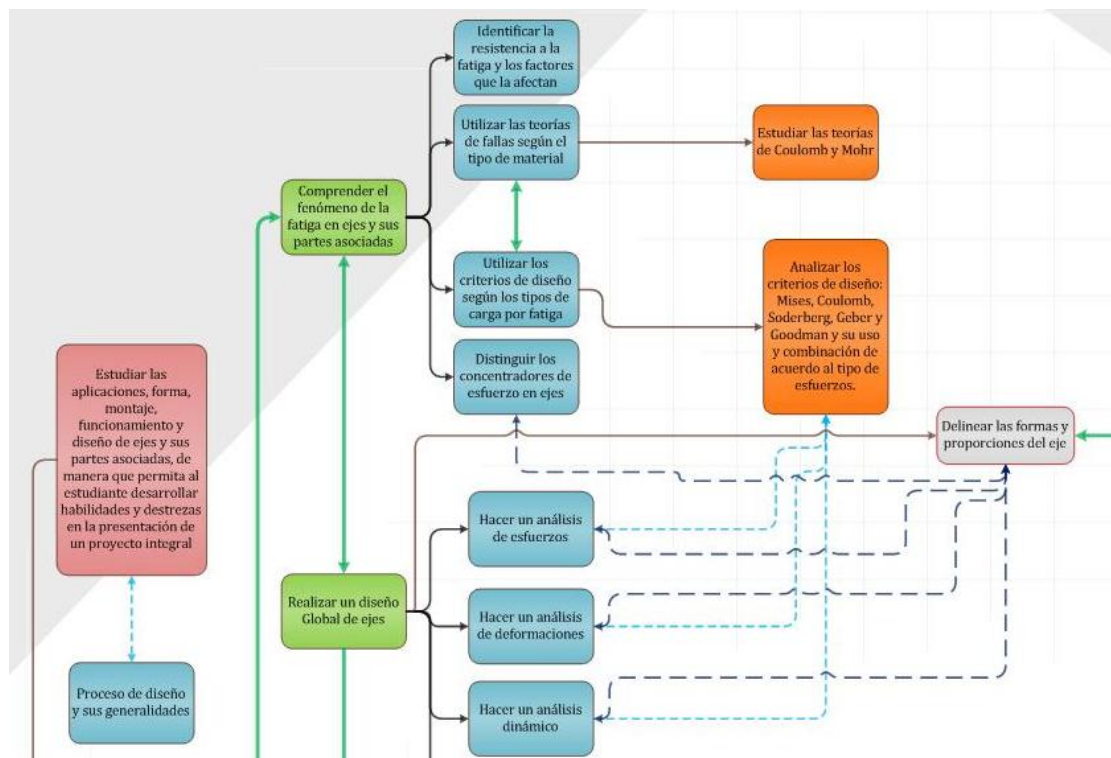 Identificar la
resistencia a la
fatiga y los factores
que la afectan
Utilizar las teorías
de fallas según el
tipo de material
Estudiar las teorías
de Coulomb y Mohr
Comprender el
fenómeno de la
fatiga en ejes y sus
partes asociadas
Utilizar los
criterios de diseño
según los tipos de
carga por fatiga
Analizar los
criterios de diseño:
Mises, Coulomb,
Soderberg, Geber y
Goodman y su uso
y combinación de
acuerdo al tipo de
esfuerzos.
Distinguir los
concentradores de
esfuerzo en ejes
Estudiar las
aplicaciones, forma,
montaje,
funcionamiento y
diseño de ejes y sus
partes asociadas, de
manera que permita al
estudiante desarrollar
habilidades y destrezas
en la presentación de
un proyecto integral
Delinear las formas y
proporciones del eje
Hacer un análisis
de esfuerzos
Realizar un diseño
Global de ejes
Hacer un análisis
de deformaciones
Proceso de diseño
y sus generalidades
Hacer un análisis
dinámico